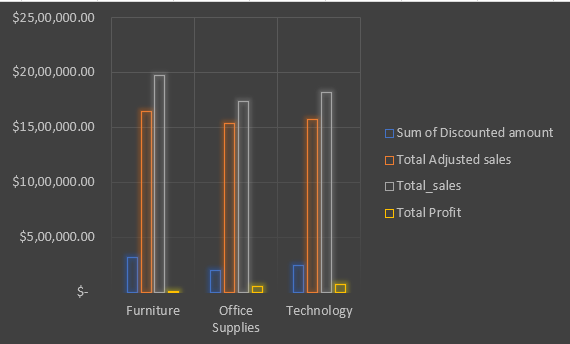 $25,00,000.00
$20,00,000.00
$15,00,000.00
$10,00,000.00
$5,00,000.00
$-
Furniture
Office
Supplies
Technology
Sum of Discounted amount
Total Adjusted sales
Total_sales
Total Profit